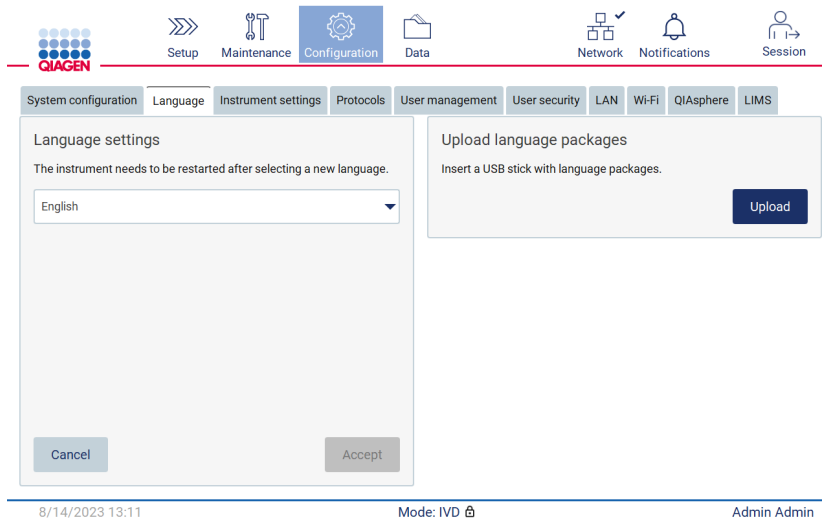 QIAGEN
Setup
Maintenance
Configuration
Data
Network
Notifications
Session
System configuration
Language
Instrument settings
Protocols
User management
User security
LAN
Wi-Fi
QIAsphere
LIMS
Language settings
The instrument needs to be restarted after selecting a new language.
English
Cancel
Accept
Upload language packages
Insert a USB stick with language packages.
Upload
8/14/2023 13:11
Mode: IVD
Admin Admin